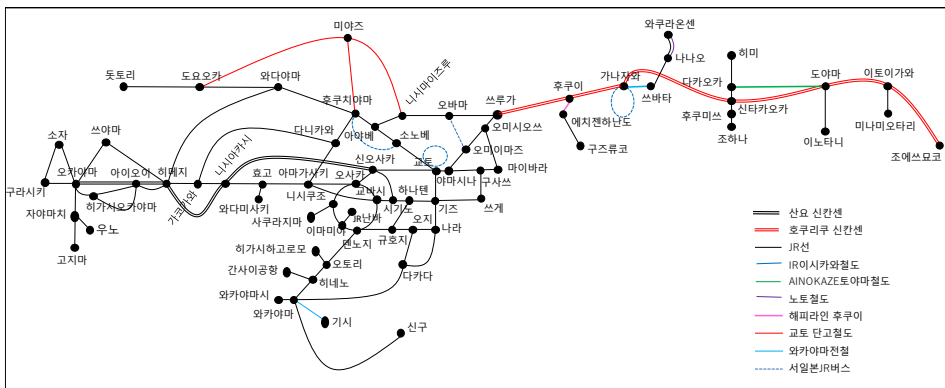 미야즈
와쿠라온센
나나오
히미
돗토리
도요오카
와다야마
니시마이즈루
후쿠이
가나자와
다카오카
도야마
이토이가와
후쿠치야마
오바마
쓰루가
쓰바타
신타카오카
소자
쓰야마
다니카와
아야베
소노베
오미시오쓰
에치젠하난도
후쿠미쓰
미나미오타리
니시아카시
신오사카
교토
오미이마즈
구즈류코
조하나
이노타니
조에쓰묘코
구라시키
오카야마
아이오이
히메지
효고
아마가사키
오사카
야마시나
구사쓰
마이바라
가코가와
히가시오카야마
와다미사키
니시쿠조
교바시
하나텐
시기노
기즈
쓰게
자야마치
사쿠라지마
JR난바
이마미야
오지
우노
덴노지
규호지
나라
고지마
히가시하고로모
오토리
간사이공항
히네노
다카다
와카야마시
와카야마
기시
신구
산요 신칸센
호쿠리쿠 신칸센
JR선
IR이시카와철도
AINOKAZE토야마철도
노토철도
해피라인 후쿠이
교토 단고철도
와카야마전철
서일본JR버스